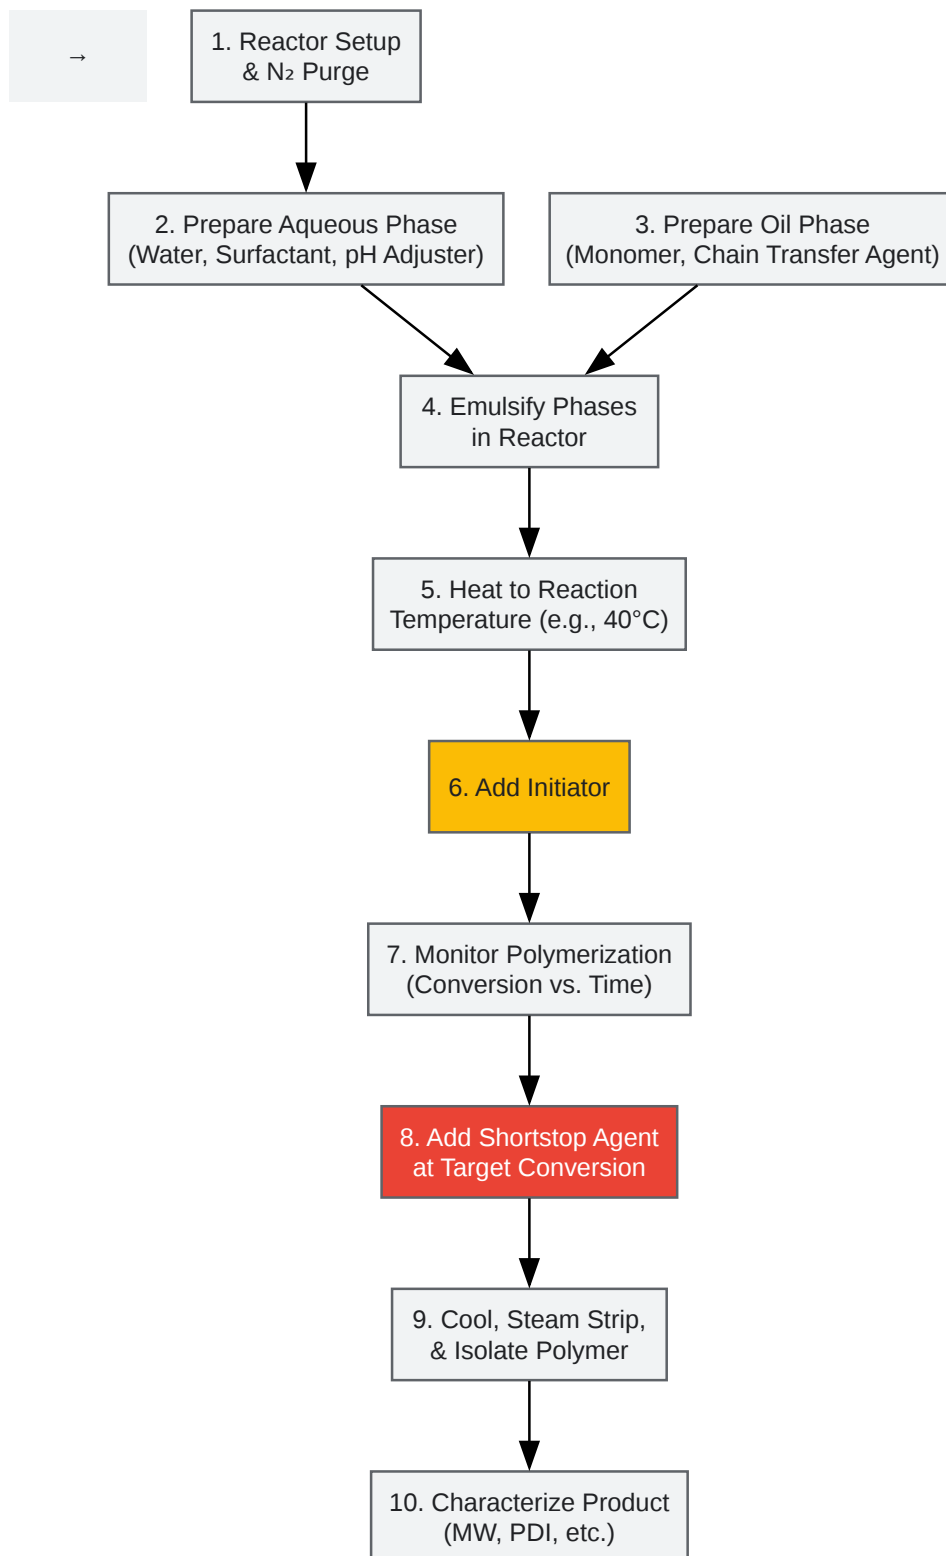 →
1. Reactor Setup
& N₂ Purge
2. Prepare Aqueous Phase
(Water, Surfactant, pH Adjuster)
3. Prepare Oil Phase
(Monomer, Chain Transfer Agent)
4. Emulsify Phases
in Reactor
5. Heat to Reaction
Temperature (e.g., 40°C)
6. Add Initiator
7. Monitor Polymerization
(Conversion vs. Time)
8. Add Shortstop Agent
at Target Conversion
9. Cool, Steam Strip,
& Isolate Polymer
10. Characterize Product
(MW, PDI, etc.)